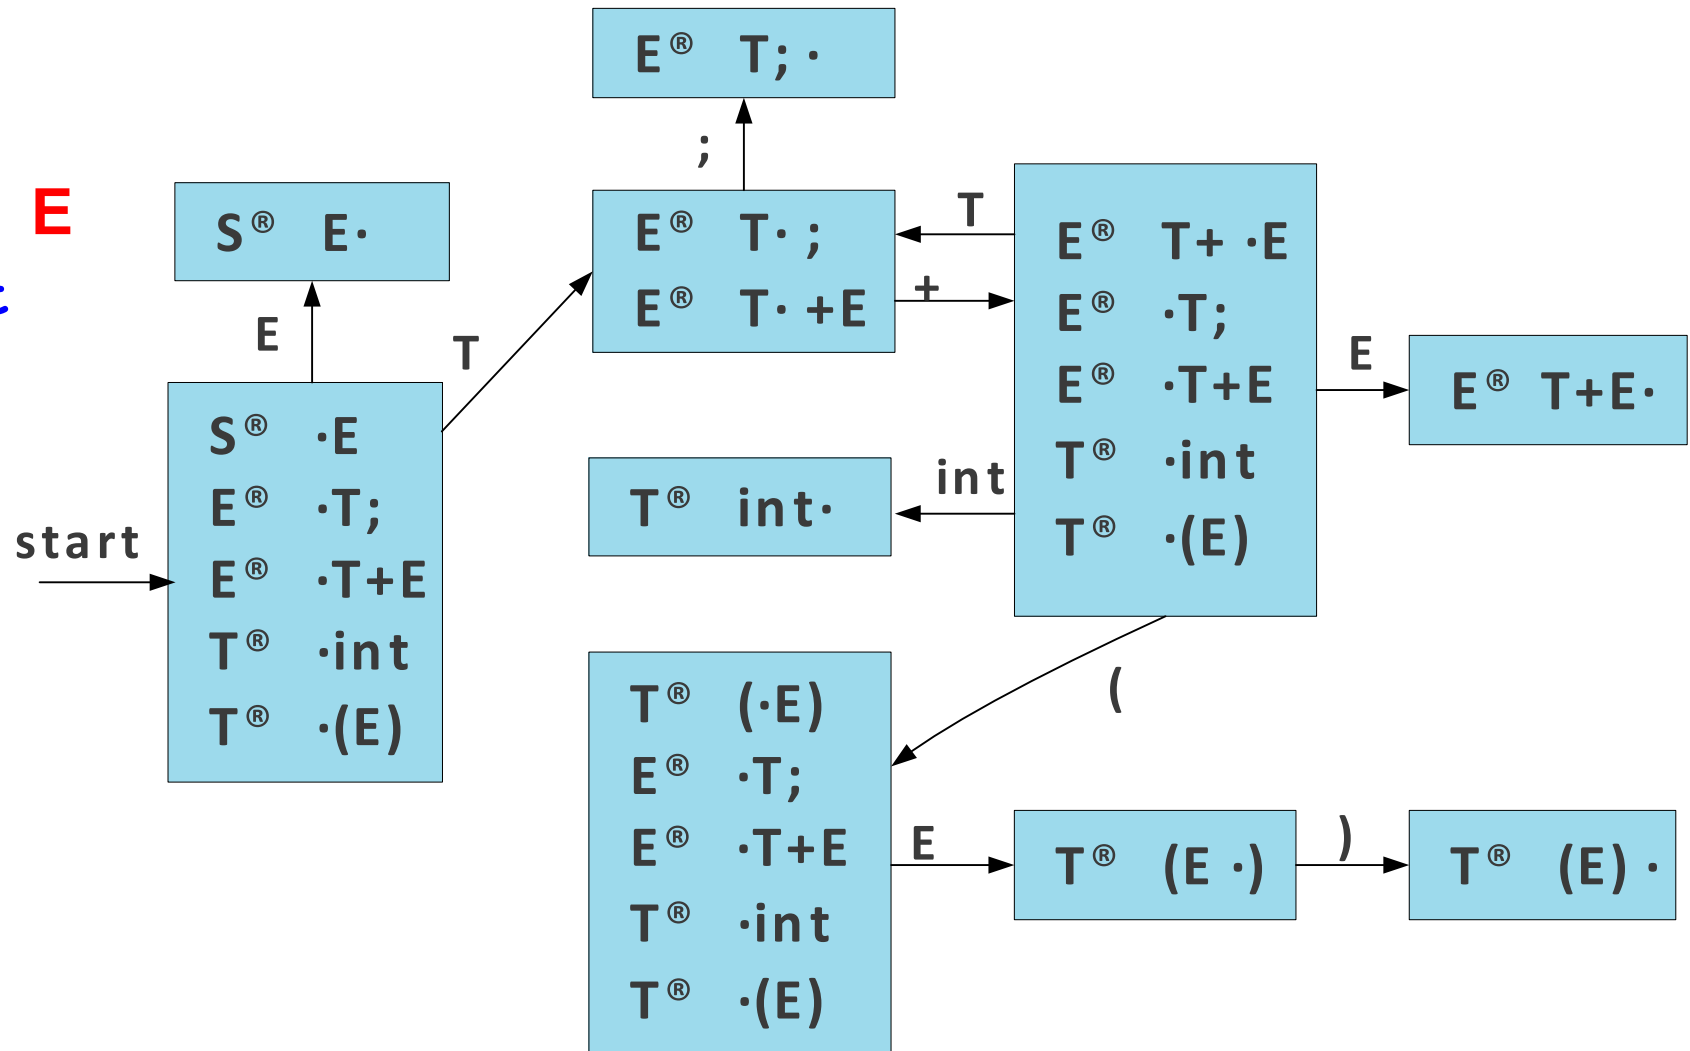 E® T; ·
;
E
S® E·
E
T
E® T· ;
E® T· +E
T
+
E® T+ ·E
E® ·T;
E® ·T+E
T® ·int
T® ·(E)
E
E® T+E·
start
S® ·E
E® ·T;
E® ·T+E
T® ·int
T® ·(E)
int
T® int·
(
T® (·E)
E® ·T;
E® ·T+E
T® ·int
T® ·(E)
E
T® (E ·)
)
T® (E) ·